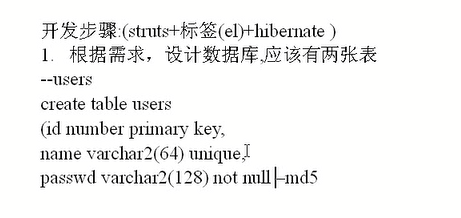 开发步骤:(struts+标签(el)+hibernate )
1. 根据需求，设计数据库,应该有两张表
--users
create table users
(id number primary key,
name varchar2(64) unique,
passwd varchar2(128) not null--md5